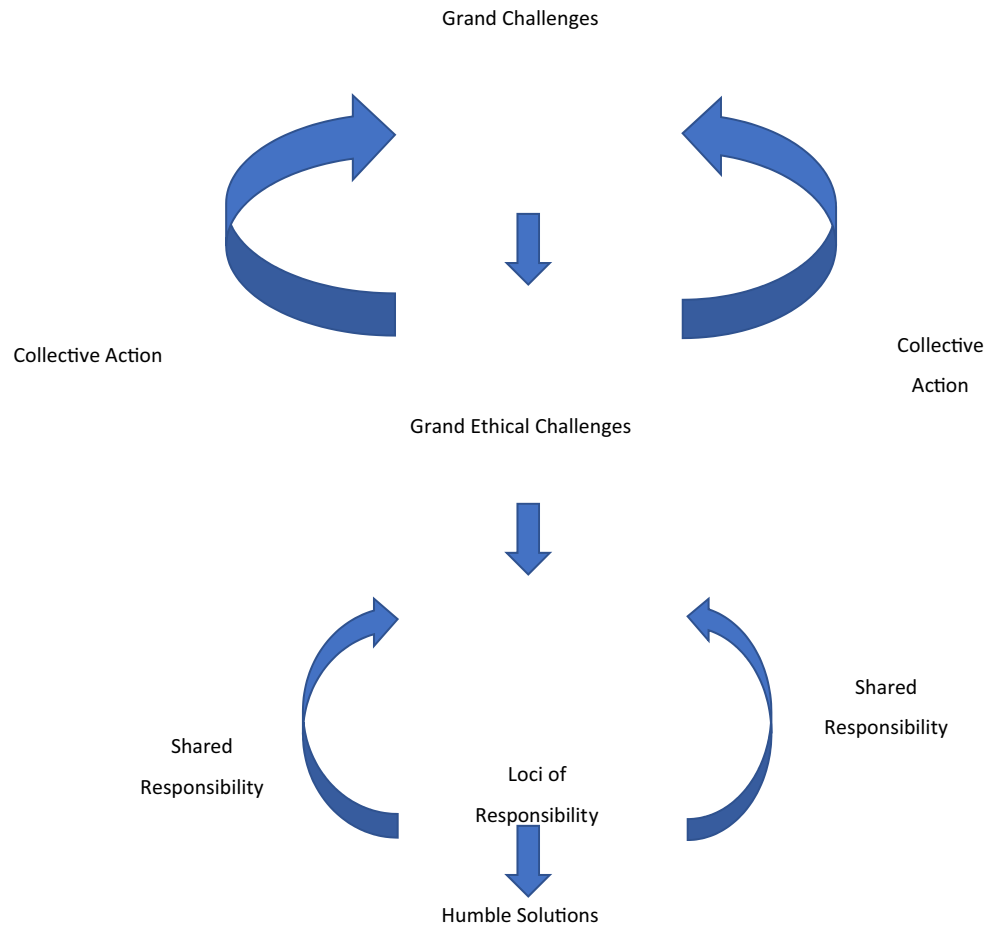 Grand Challenges
Collective Action
Collective
Action
Grand Ethical Challenges
Shared
Responsibility
Shared
Responsibility
Loci of
Responsibility
Humble Solutions